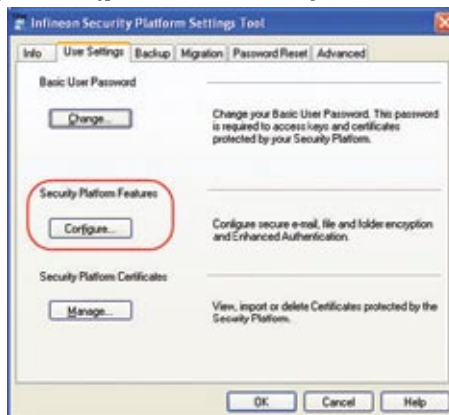 Infineon Security Platform Settings Tool
Info User Settings Backup Migration Password Reset Advanced
Basic User Password
Change...
Change your Basic User Password. This password
is required to access keys and certificates
protected by your Security Platform.
Security Platform Features
Configure...
Configure secure e-mail, file and folder encryption
and Enhanced Authentication.
Security Platform Certificates
Manage...
View, import or delete Certificates protected by the
Security Platform.
OK Cancel Help